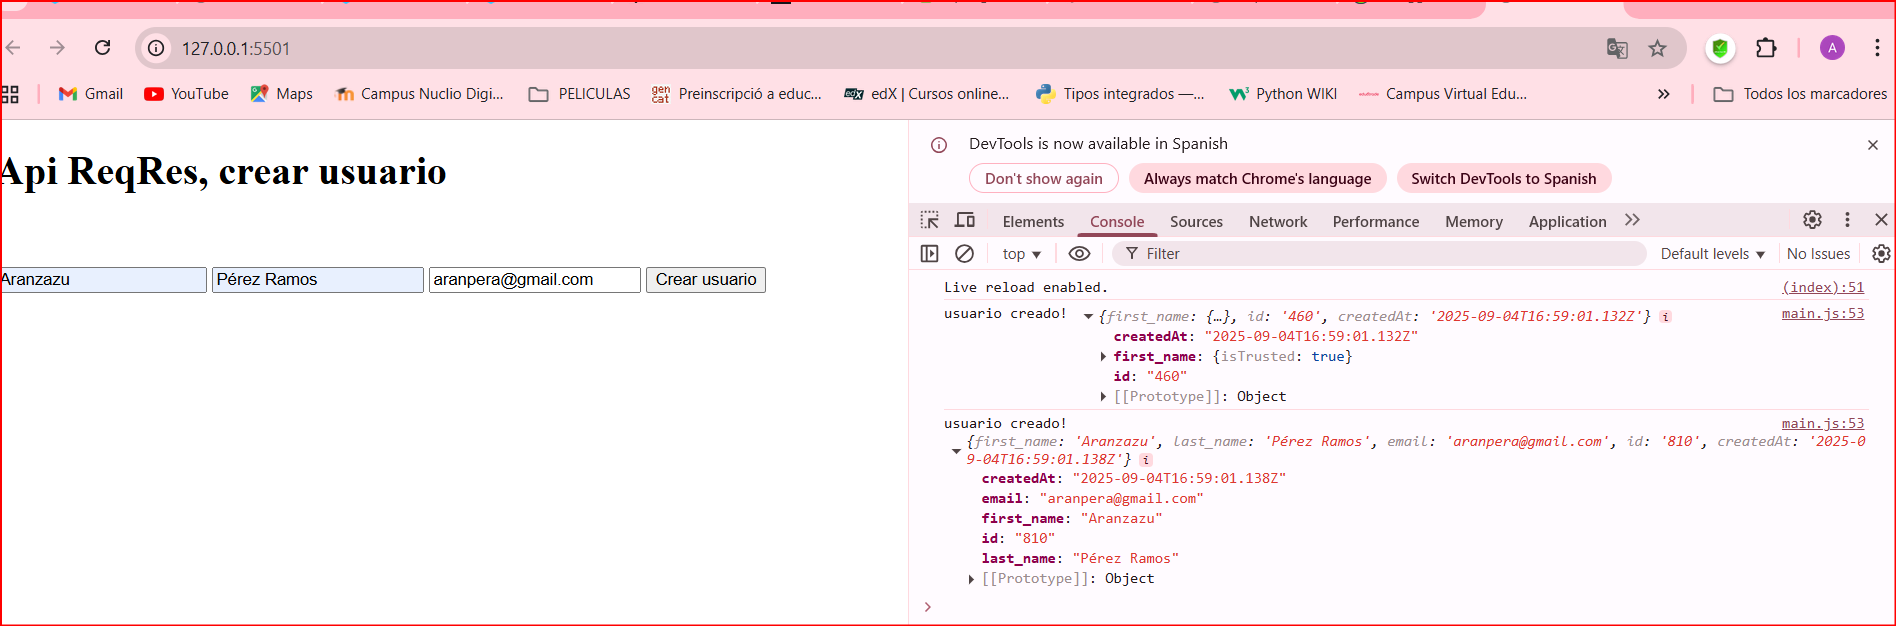 127.0.0.1:5501
Gmail YouTube Maps Campus Nuclio Digi... PELICULAS gen cat Preinscripció a educ... edX edX | Cursos online... Tipos integrados —... Python WIKI Campus Virtual Edu... » Todos los marcadores
A
Api ReqRes, crear usuario
Aranzazu Pérez Ramos aranpera@gmail.com Crear usuario
DevTools is now available in Spanish
Don't show again Always match Chrome's language Switch DevTools to Spanish
Elements Console Sources Network Performance Memory Application
top Filter Default levels No Issues
Live reload enabled. (index):51
usuario creado! {first_name: {…}, id: '460', createdAt: '2025-09-04T16:59:01.132Z'} i main.js:53
createdAt: "2025-09-04T16:59:01.132Z"
first_name: {isTrusted: true}
id: "460"
[[Prototype]]: Object
usuario creado! main.js:53
{first_name: 'Aranzazu', last_name: 'Pérez Ramos', email: 'aranpera@gmail.com', id: '810', createdAt: '2025-0
9-04T16:59:01.138Z'} i
createdAt: "2025-09-04T16:59:01.138Z"
email: "aranpera@gmail.com"
first_name: "Aranzazu"
id: "810"
last_name: "Pérez Ramos"
[[Prototype]]: Object